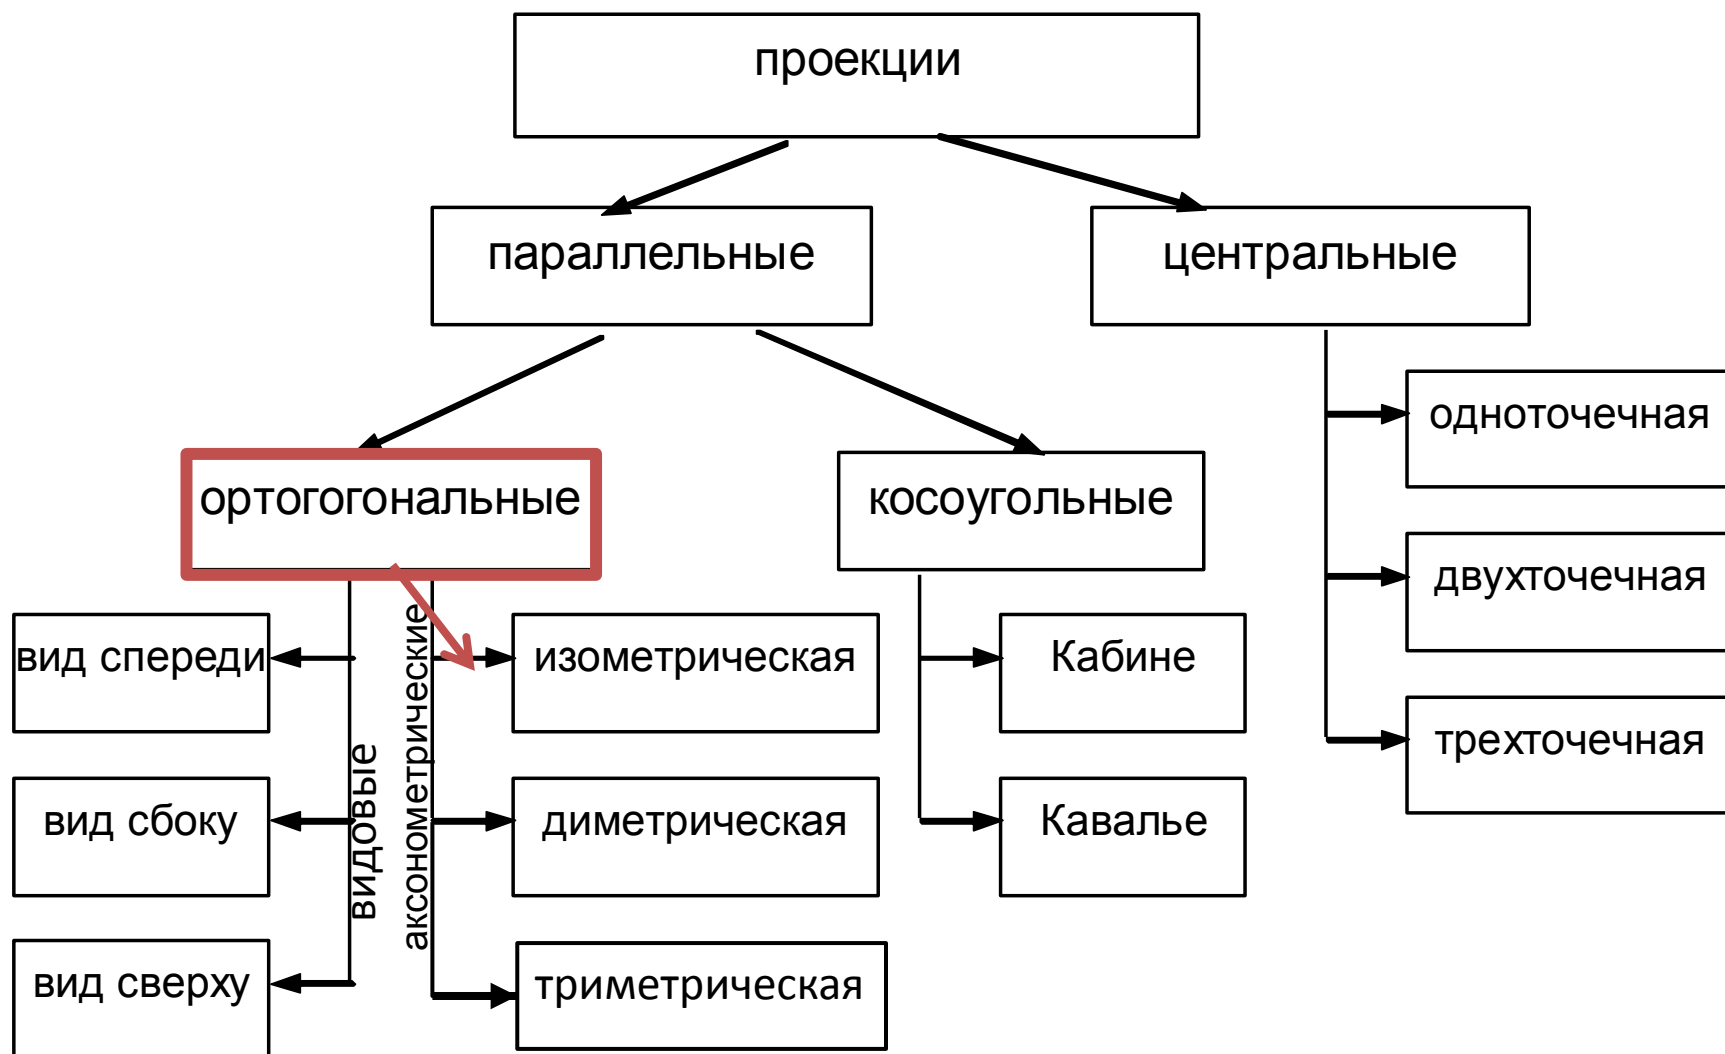 проекции
параллельные
центральные
ортогогональные
косоугольные
одноточечная
двухточечная
трехточечная
видовые
аксонометрические
вид спереди
изометрическая
Кабине
вид сбоку
диметрическая
Кавалье
вид сверху
триметрическая